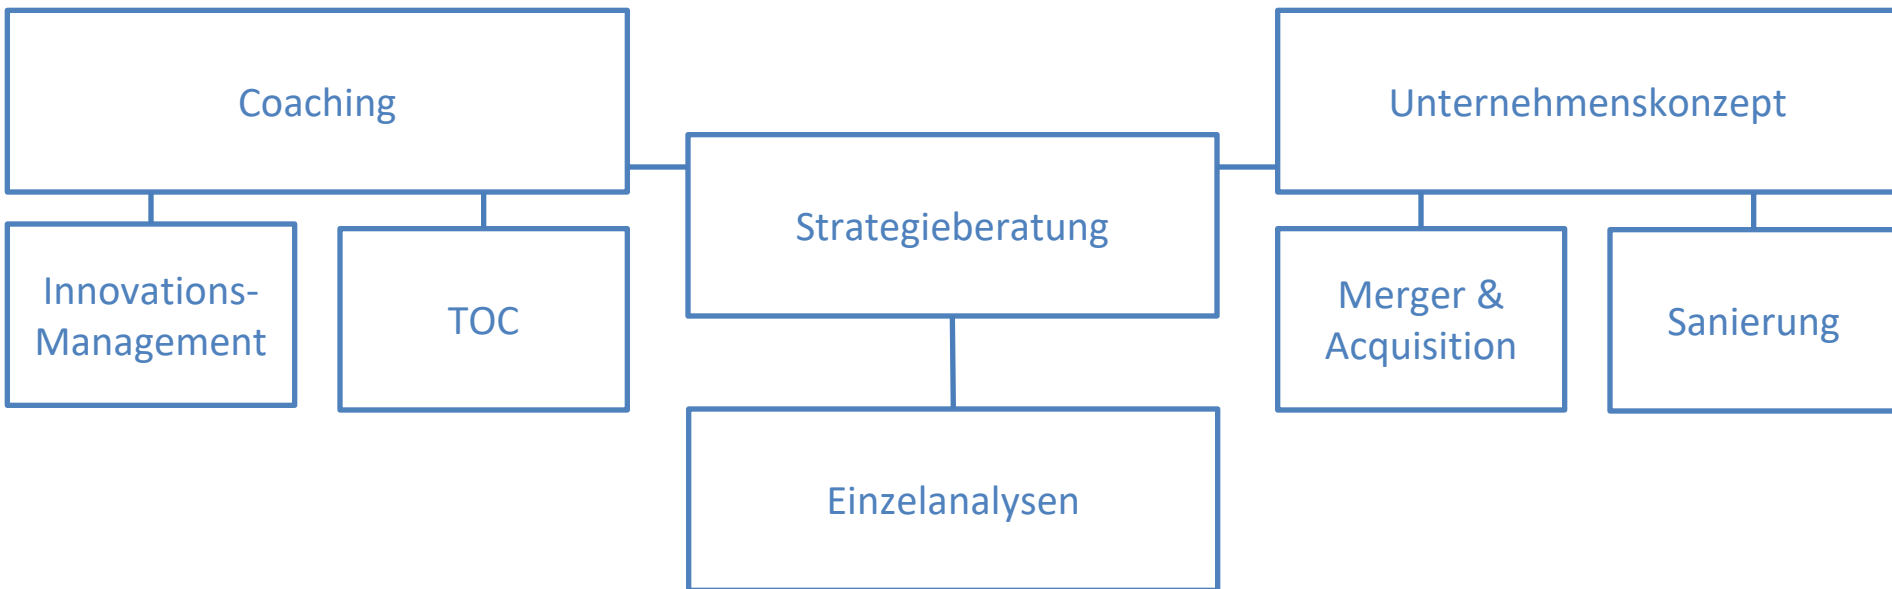 Coaching
Unternehmenskonzept
Strategieberatung
Innovations-
Management
TOC
Merger &
Acquisition
Sanierung
Einzelanalysen